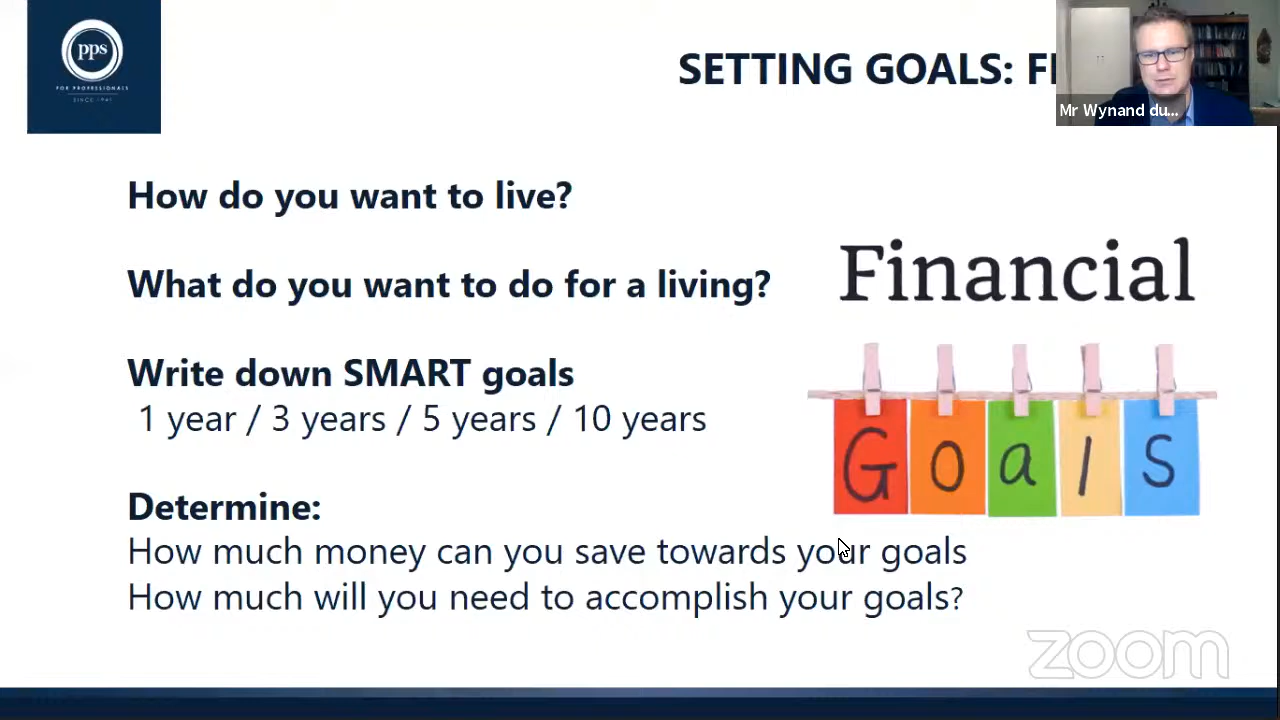 pps
FOR PROFESSIONALS
SINCE 1941
SETTING GOALS: F
Mr Wynand du...
How do you want to live?
What do you want to do for a living?
Write down SMART goals
1 year / 3 years / 5 years / 10 years
Determine:
How much money can you save towards your goals
How much will you need to accomplish your goals?
Financial
Goals
zoom